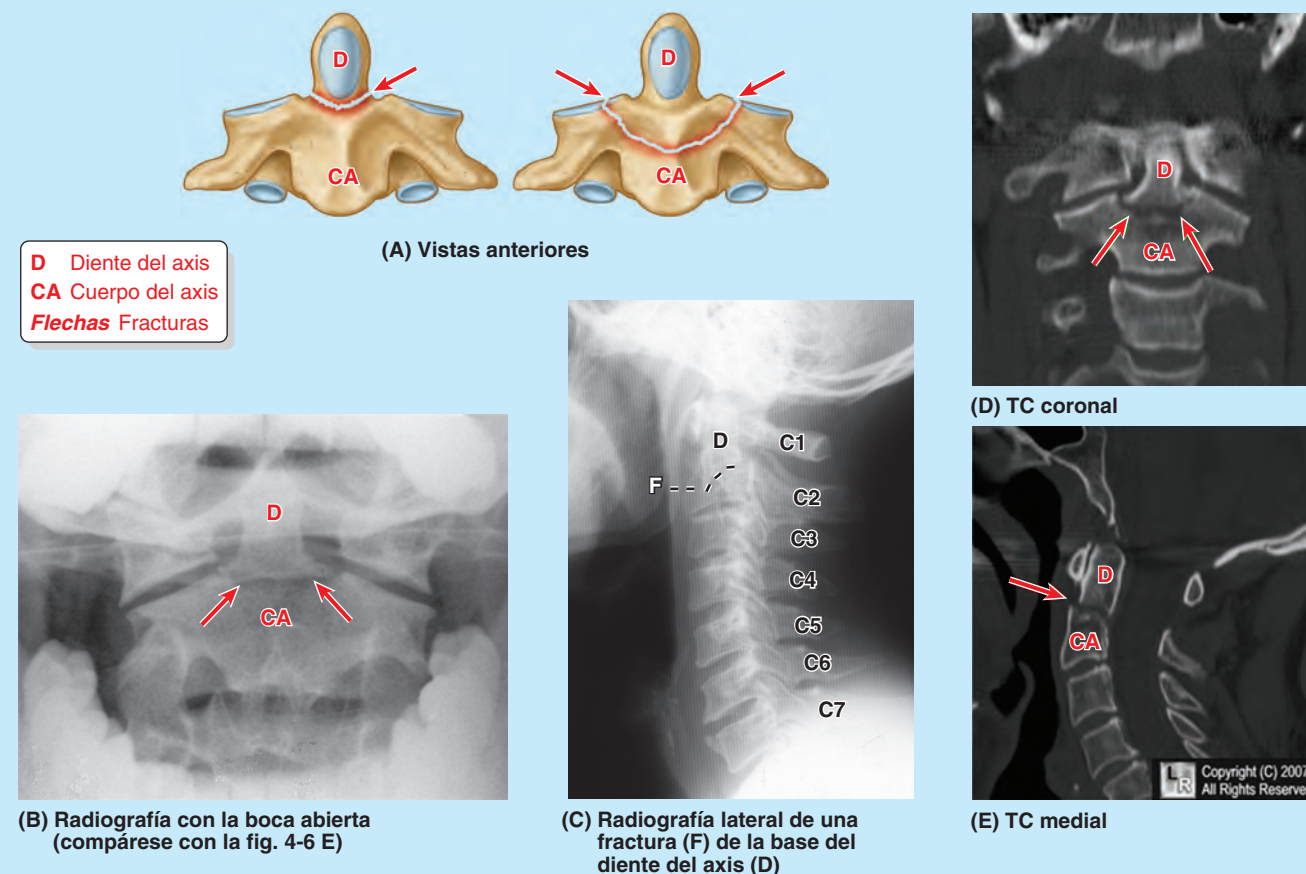 D
D
CA
CA
(A) Vistas anteriores
D Diente del axis
CA Cuerpo del axis
Flechas Fracturas
D
CA
(B) Radiografía con la boca abierta
(compárese con la fig. 4-6 E)
D
C1
F
C2
C3
C4
C5
C6
C7
(C) Radiografía lateral de una
fractura (F) de la base del
diente del axis (D)
D
CA
(D) TC coronal
D
CA
L
R
Copyright (C) 2007
All Rights Reserve
(E) TC medial